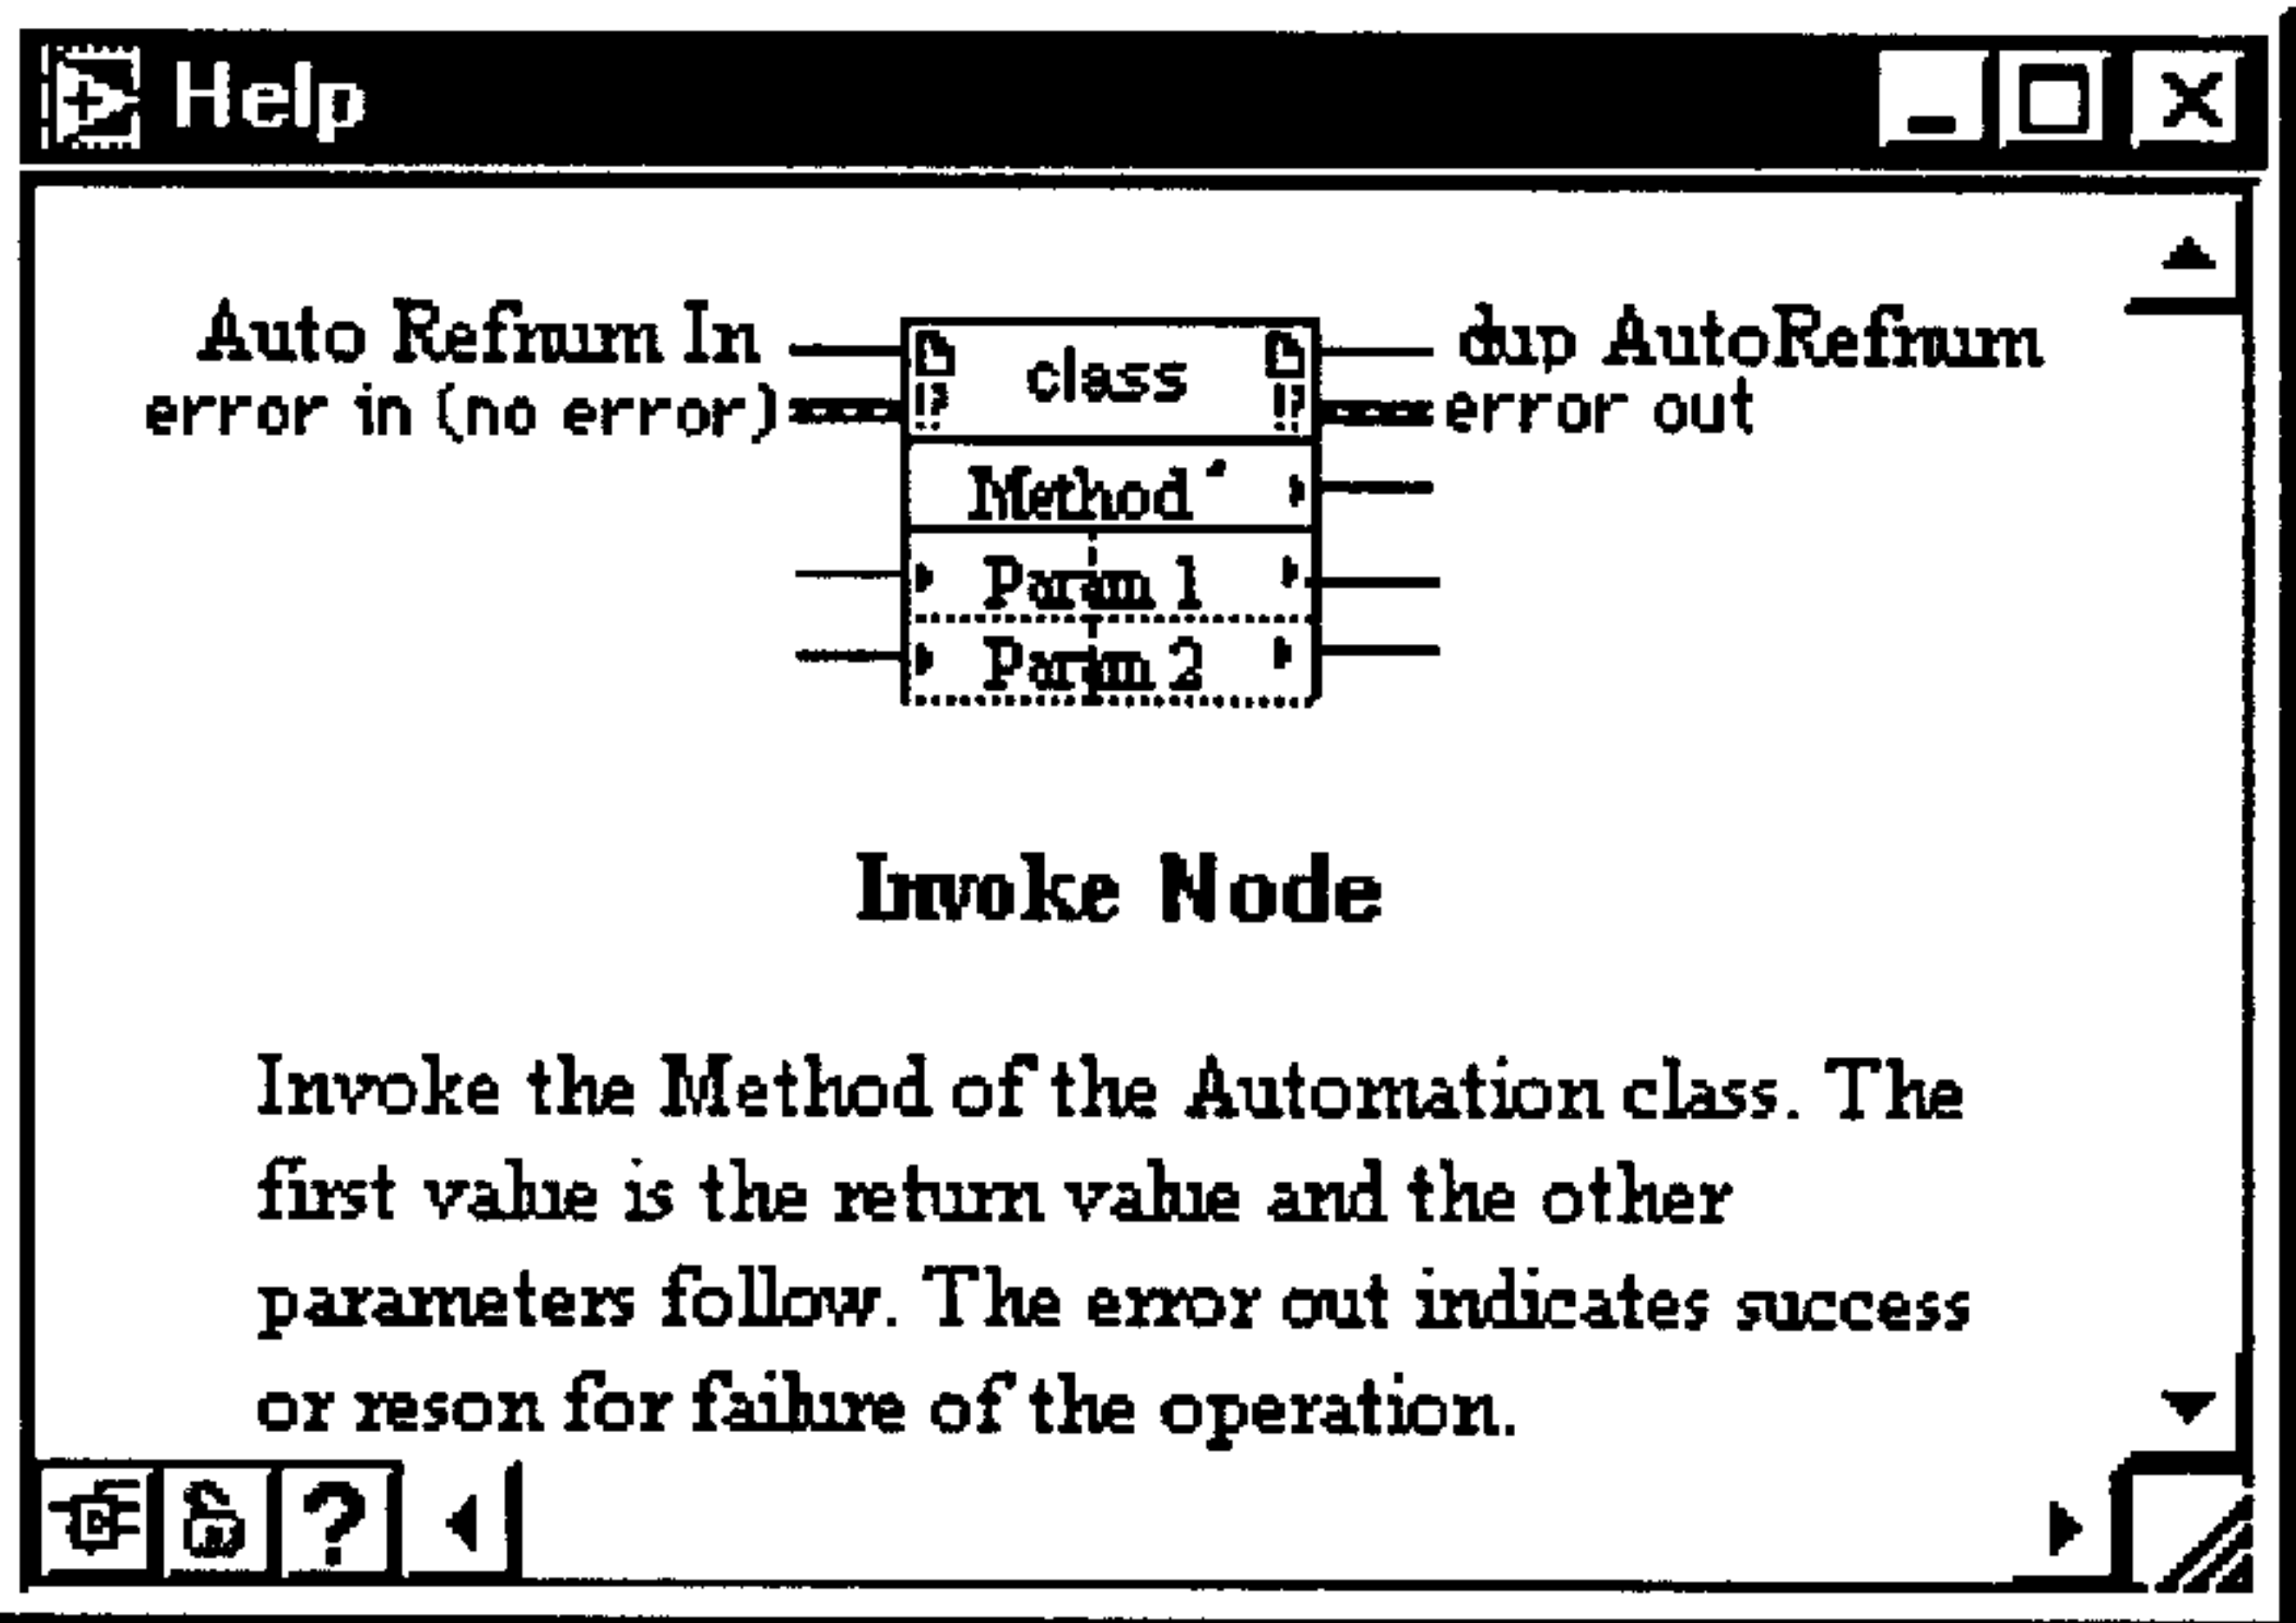 Help
Auto Refnum In class dup AutoRefnum
error in (no error) !? !? error out
Method
Param 1
Param 2
Invoke Node
Invoke the Method of the Automation class. The
first value is the return value and the other
parameters follow. The error out indicates success
or reson for failure of the operation.
?